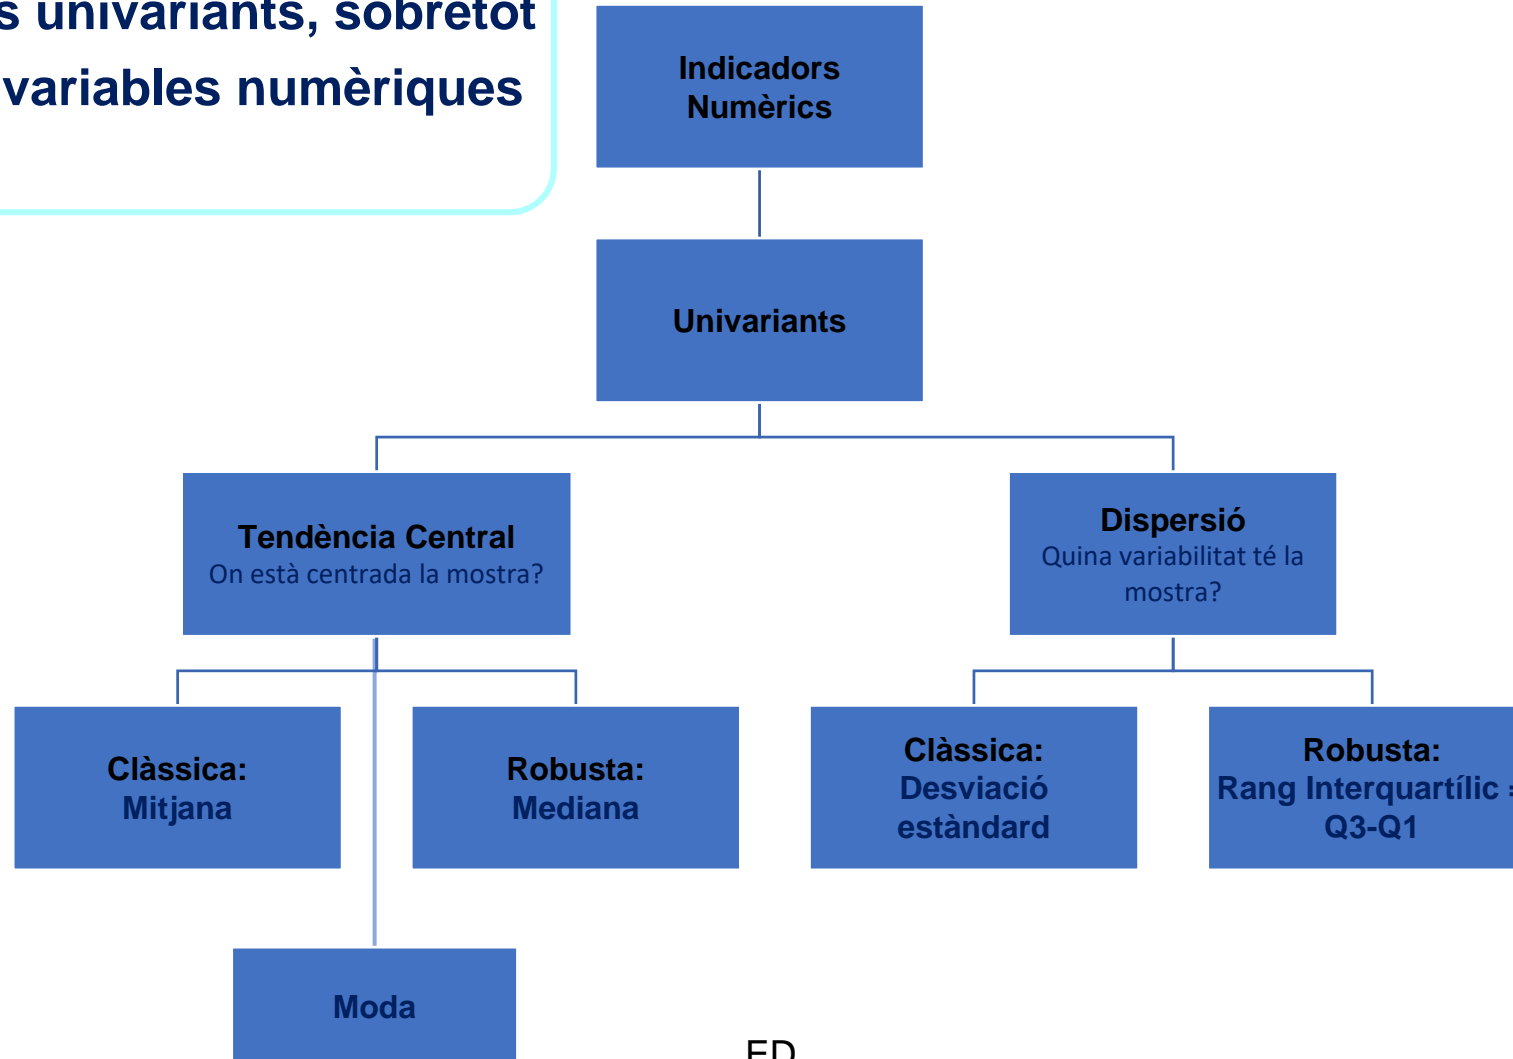 s univariants, sobretot
variables numèriques
Indicadors
Numèrics
Univariants
Tendència Central
On està centrada la mostra?
Dispersió
Quina variabilitat té la
mostra?
Clàssica:
Mitjana
Robusta:
Mediana
Clàssica:
Desviació
estàndard
Robusta:
Rang Interquartílic =
Q3-Q1
Moda
ED